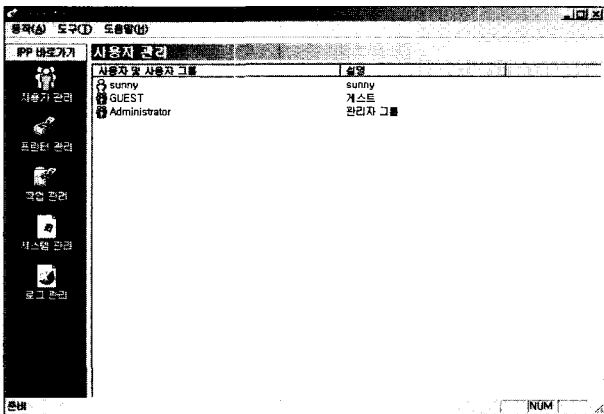 동작(A) 도구(T) 도움말(H)
IPP 바로가기
사용자 관리
사용자 및 사용자 그룹 설명
sunny sunny
GUEST 게스트
Administrator 관리자 그룹
사용자 관리
프린터 관리
작업 관리
시스템 관리
로그 관리
준비
NUM